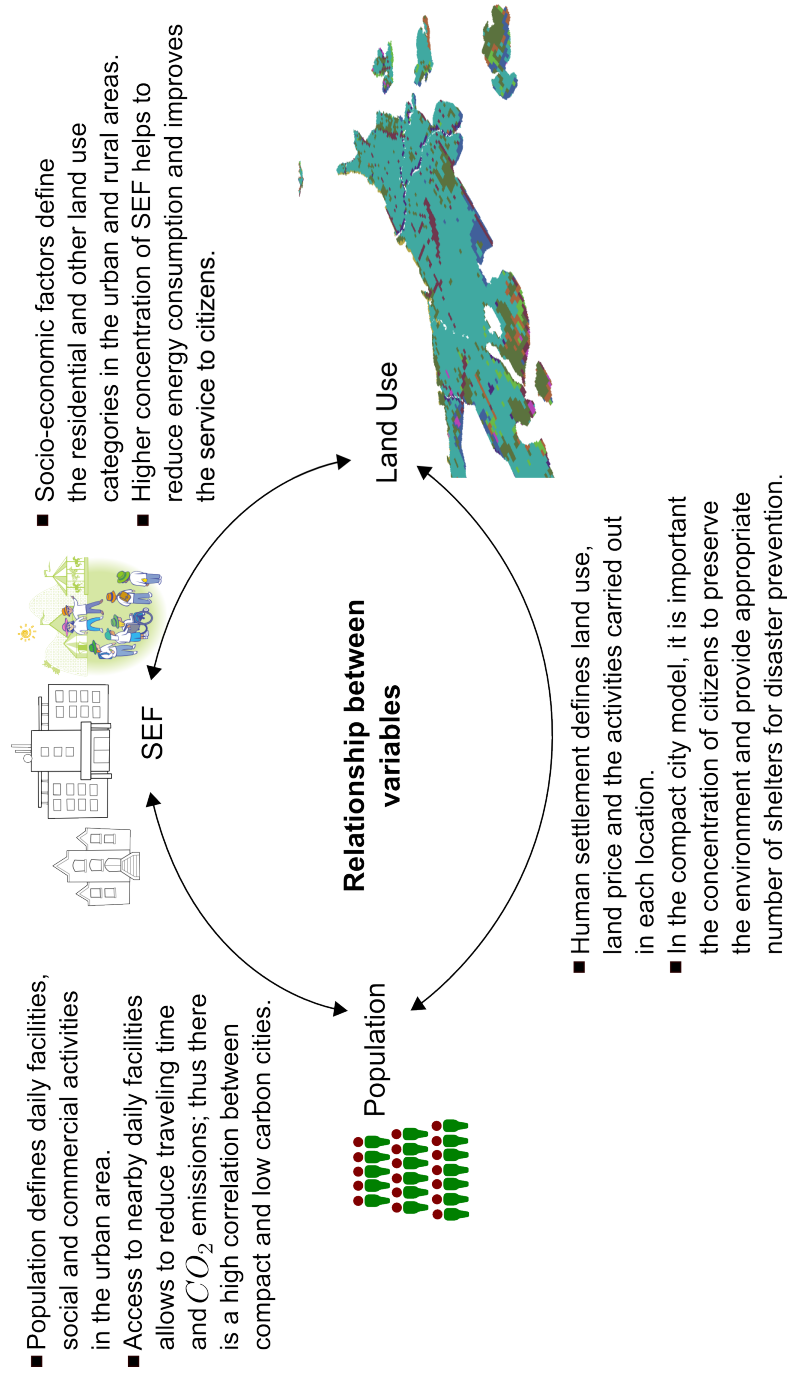 ■ Population defines daily facilities,
social and commercial activities
in the urban area.
■ Access to nearby daily facilities
allows to reduce traveling time
and CO₂ emissions; thus there
is a high correlation between
compact and low carbon cities.
SEF
■ Socio-economic factors define
the residential and other land use
categories in the urban and rural areas.
■ Higher concentration of SEF helps to
reduce energy consumption and improves
the service to citizens.
Population
Relationship between
variables
Land Use
■ Human settlement defines land use,
land price and the activities carried out
in each location.
■ In the compact city model, it is important
the concentration of citizens to preserve
the environment and provide appropriate
number of shelters for disaster prevention.